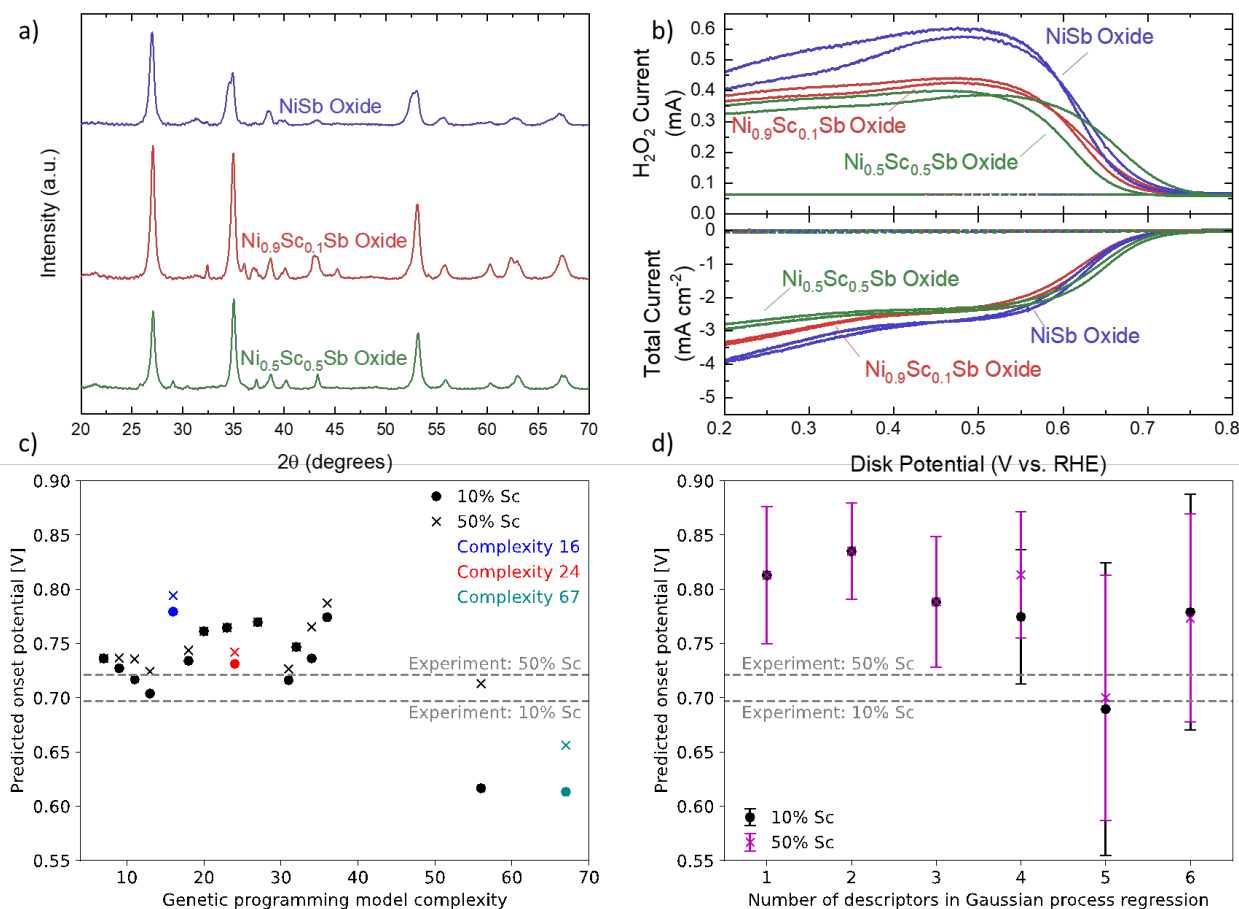 a)
NiSb Oxide
Ni0.9Sc0.1Sb Oxide
Ni0.5Sc0.5Sb Oxide
Intensity (a.u.)
20 25 30 35 40 45 50 55 60 65 70
2θ (degrees)
b)
0.6
0.5
0.4
0.3
0.2
0.1
0.0
H2O2 Current
(mA)
NiSb Oxide
Ni0.9Sc0.1Sb Oxide
Ni0.5Sc0.5Sb Oxide
0
-1
-2
-3
-4
-5
Total Current
(mA cm-2)
Ni0.5Sc0.5Sb Oxide
NiSb Oxide
Ni0.9Sc0.1Sb Oxide
0.2 0.3 0.4 0.5 0.6 0.7 0.8
Disk Potential (V vs. RHE)
c)
0.90
0.85
0.80
0.75
0.70
0.65
0.60
0.55
Predicted onset potential [V]
10% Sc
50% Sc
Complexity 16
Complexity 24
Complexity 67
Experiment: 50% Sc
Experiment: 10% Sc
10 20 30 40 50 60 70
Genetic programming model complexity
d)
0.90
0.85
0.80
0.75
0.70
0.65
0.60
0.55
Predicted onset potential [V]
Experiment: 50% Sc
Experiment: 10% Sc
10% Sc
50% Sc
1 2 3 4 5 6
Number of descriptors in Gaussian process regression